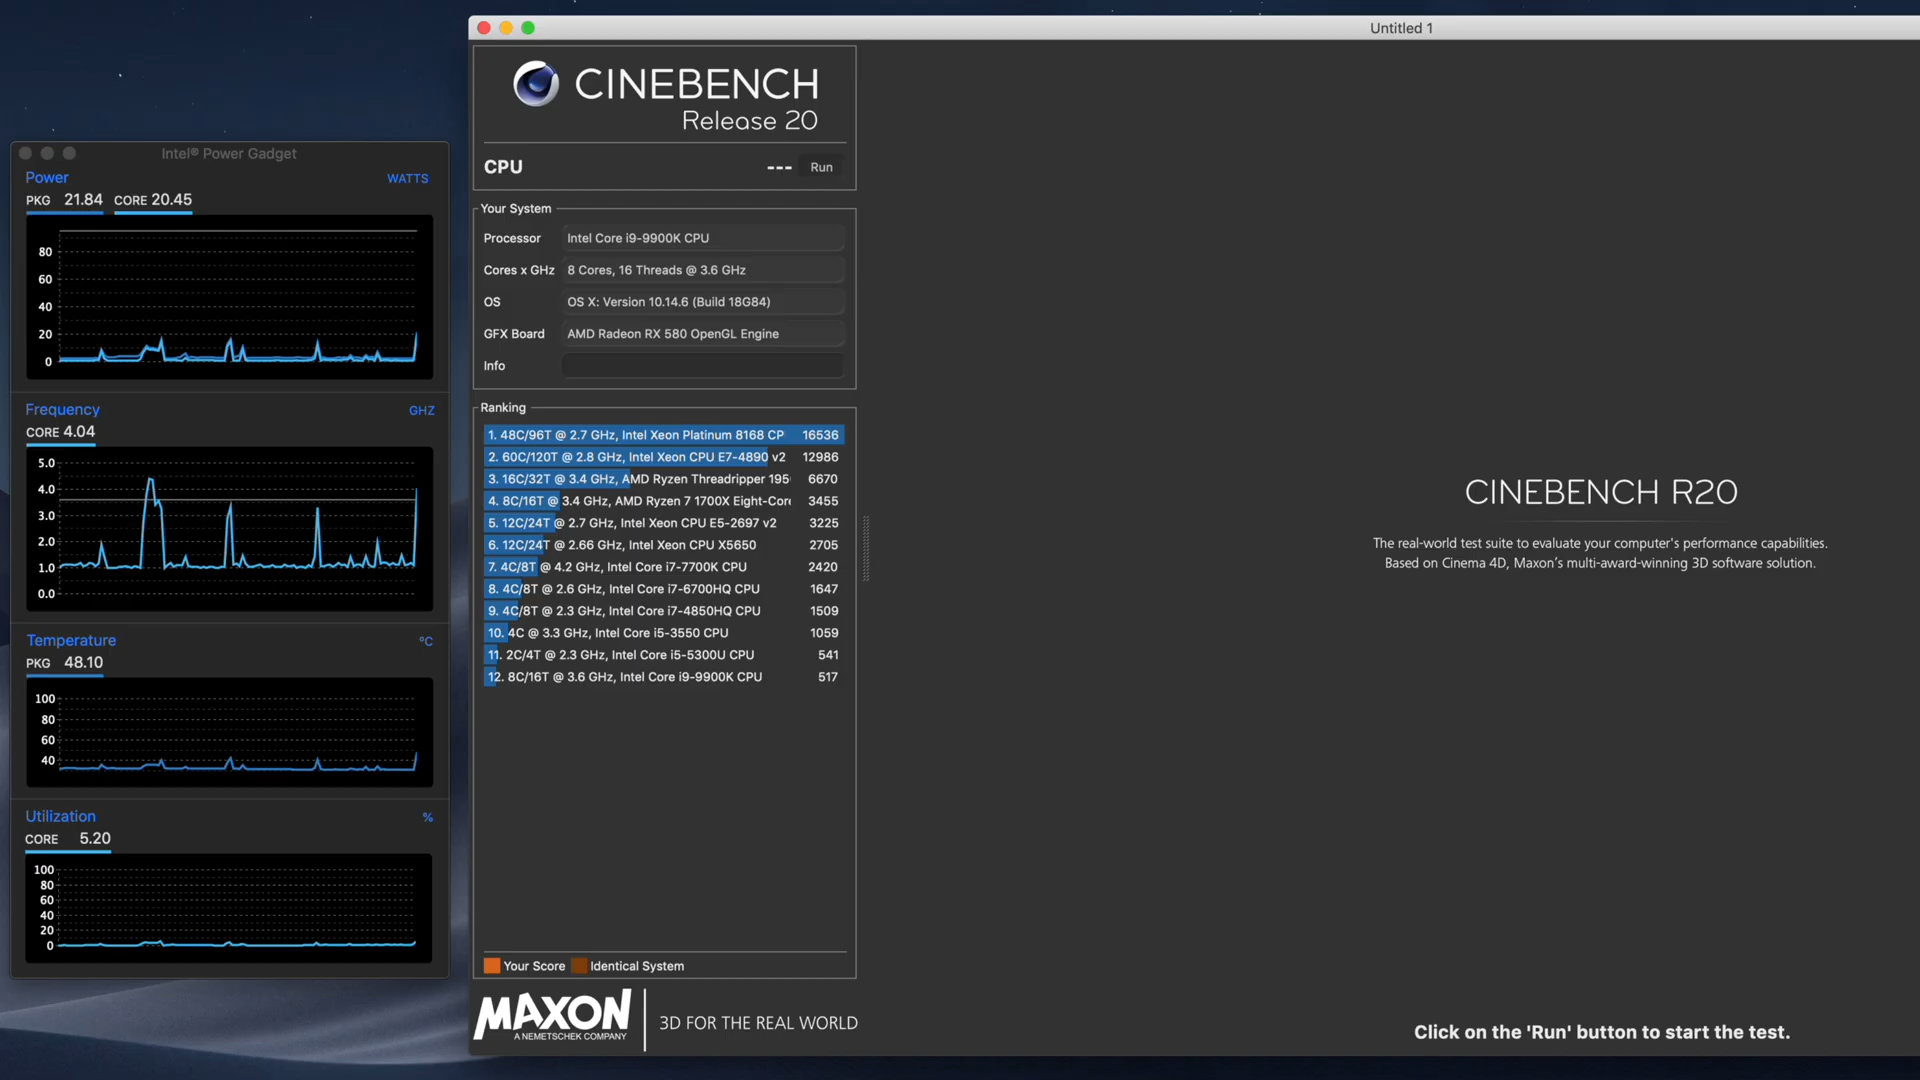 Untitled 1
Intel® Power Gadget
Power WATTS
PKG 21.84 CORE 20.45
80
60
40
20
0
Frequency GHZ
CORE 4.04
5.0
4.0
3.0
2.0
1.0
0.0
Temperature °C
PKG 48.10
100
80
60
40
Utilization %
CORE 5.20
100
80
60
40
20
0
CINEBENCH
Release 20
CPU --- Run
Your System
Processor Intel Core i9-9900K CPU
Cores x GHz 8 Cores, 16 Threads @ 3.6 GHz
OS OS X: Version 10.14.6 (Build 18G84)
GFX Board AMD Radeon RX 580 OpenGL Engine
Info
Ranking
1. 48C/96T @ 2.7 GHz, Intel Xeon Platinum 8168 CP 16536
2. 60C/120T @ 2.8 GHz, Intel Xeon CPU E7-4890 v2 12986
3. 16C/32T @ 3.4 GHz, AMD Ryzen Threadripper 195 6670
4. 8C/16T @ 3.4 GHz, AMD Ryzen 7 1700X Eight-Core 3455
5. 12C/24T @ 2.7 GHz, Intel Xeon CPU E5-2697 v2 3225
6. 12C/24T @ 2.66 GHz, Intel Xeon CPU X5650 2705
7. 4C/8T @ 4.2 GHz, Intel Core i7-7700K CPU 2420
8. 4C/8T @ 2.6 GHz, Intel Core i7-6700HQ CPU 1647
9. 4C/8T @ 2.3 GHz, Intel Core i7-4850HQ CPU 1509
10. 4C @ 3.3 GHz, Intel Core i5-3550 CPU 1059
11. 2C/4T @ 2.3 GHz, Intel Core i5-5300U CPU 541
12. 8C/16T @ 3.6 GHz, Intel Core i9-9900K CPU 517
Your Score Identical System
MAXON
A NEMETSCHEK COMPANY
3D FOR THE REAL WORLD
CINEBENCH R20
The real-world test suite to evaluate your computer's performance capabilities.
Based on Cinema 4D, Maxon's multi-award-winning 3D software solution.
Click on the 'Run' button to start the test.